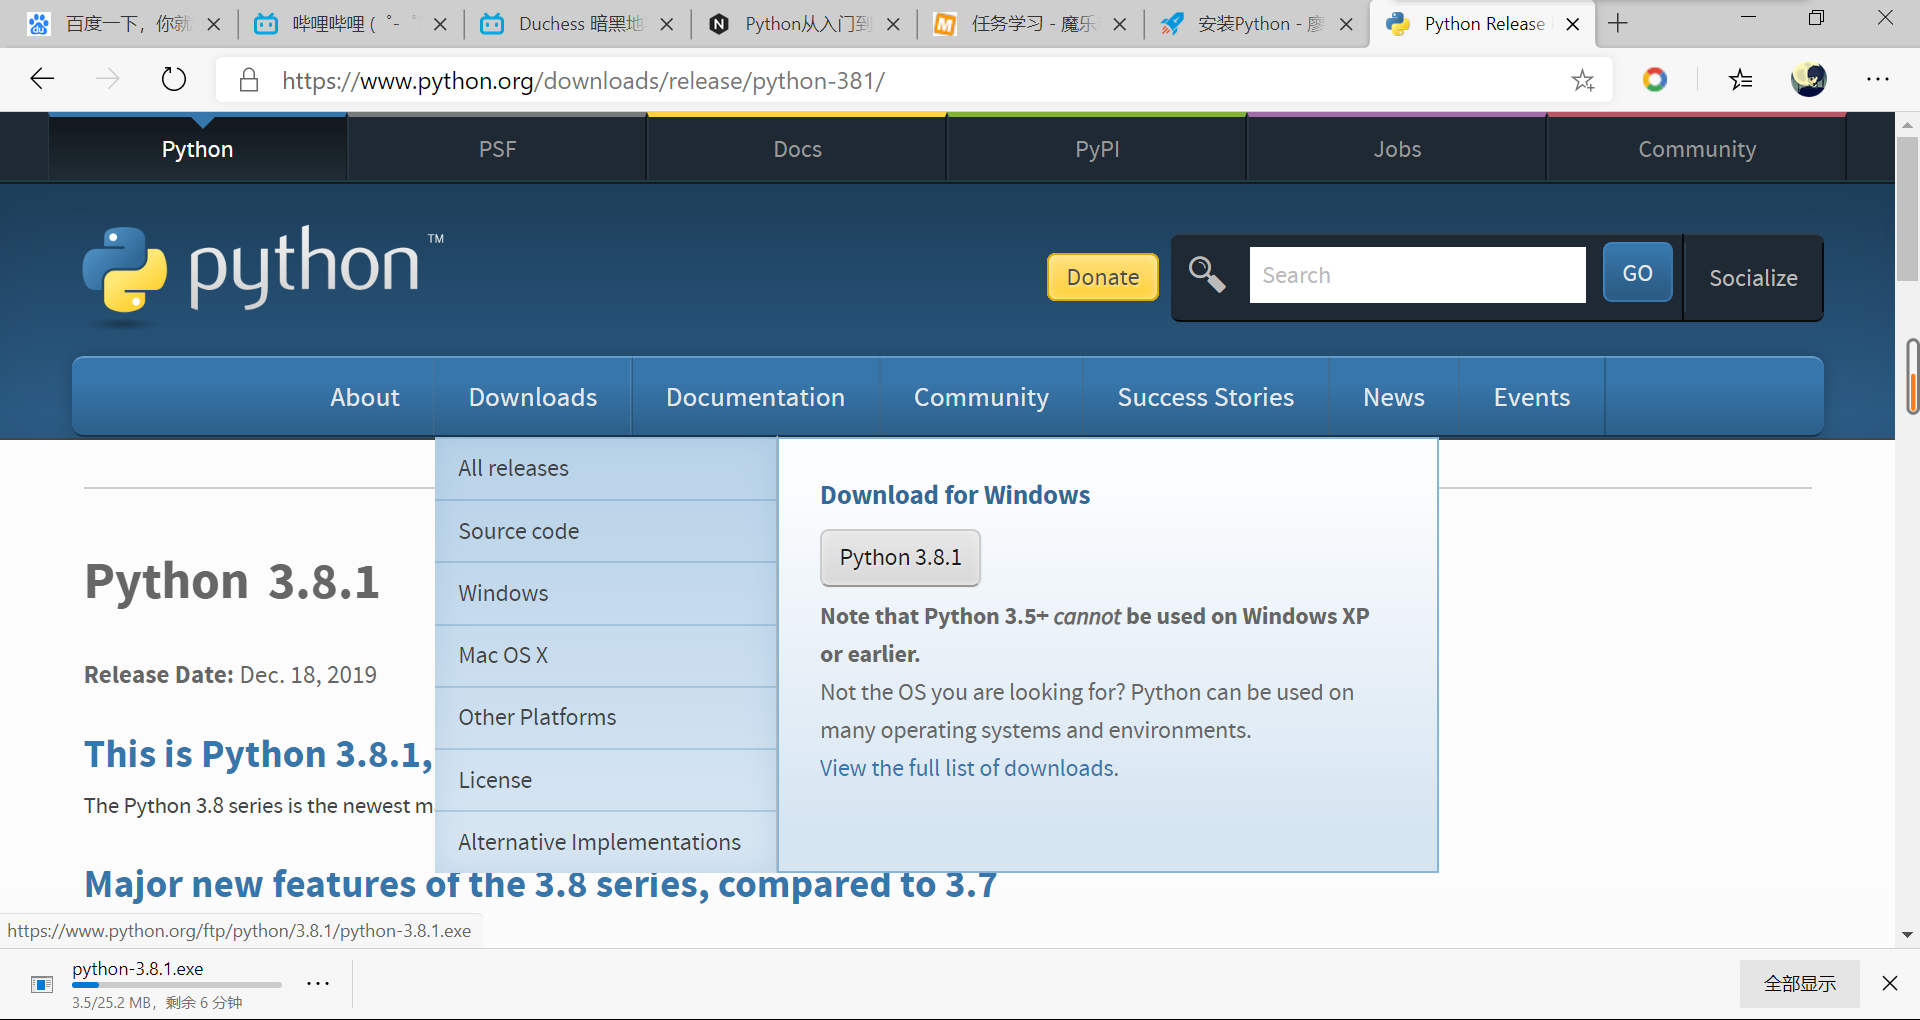 百度一下，你就
哔哩哔哩 ( ゜-
Duchess 暗黑地
Python从入门到
任务学习 - 魔乐
安装Python - 廖
Python Release
https://www.python.org/downloads/release/python-381/
Python
PSF
Docs
PyPI
Jobs
Community
python™
Donate
Search
GO
Socialize
About
Downloads
Documentation
Community
Success Stories
News
Events
All releases
Source code
Windows
Mac OS X
Other Platforms
License
Alternative Implementations
Download for Windows
Python 3.8.1
Note that Python 3.5+ cannot be used on Windows XP
or earlier.
Not the OS you are looking for? Python can be used on
many operating systems and environments.
View the full list of downloads.
Python 3.8.1
Release Date: Dec. 18, 2019
This is Python 3.8.1,
The Python 3.8 series is the newest m
Major new features of the 3.8 series, compared to 3.7
https://www.python.org/ftp/python/3.8.1/python-3.8.1.exe
python-3.8.1.exe
3.5/25.2 MB，剩余 6 分钟
全部显示